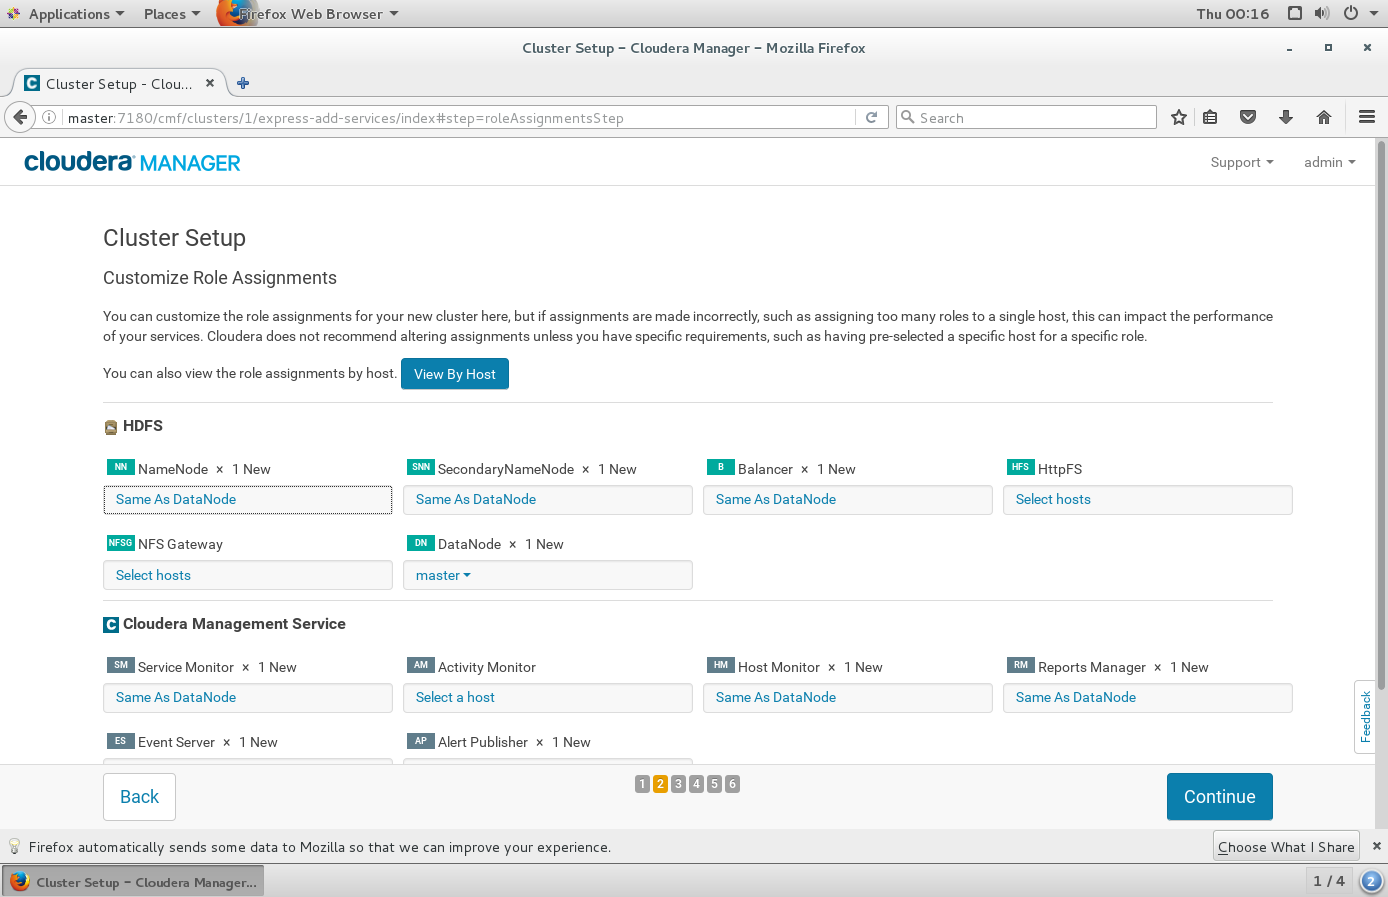 Applications Places Firefox Web Browser Thu 00:16
Cluster Setup – Cloudera Manager – Mozilla Firefox
Cluster Setup - Clou...
master:7180/cmf/clusters/1/express-add-services/index#step=roleAssignmentsStep Search
cloudera MANAGER Support admin
Cluster Setup
Customize Role Assignments
You can customize the role assignments for your new cluster here, but if assignments are made incorrectly, such as assigning too many roles to a single host, this can impact the performance
of your services. Cloudera does not recommend altering assignments unless you have specific requirements, such as having pre-selected a specific host for a specific role.
You can also view the role assignments by host. View By Host
HDFS
NN NameNode × 1 New SNN SecondaryNameNode × 1 New B Balancer × 1 New HFS HttpFS
Same As DataNode Same As DataNode Same As DataNode Select hosts
NFSG NFS Gateway DN DataNode × 1 New
Select hosts master
C Cloudera Management Service
SM Service Monitor × 1 New AM Activity Monitor HM Host Monitor × 1 New RM Reports Manager × 1 New
Same As DataNode Select a host Same As DataNode Same As DataNode
Feedback
ES Event Server × 1 New AP Alert Publisher × 1 New
Back 1 2 3 4 5 6 Continue
Firefox automatically sends some data to Mozilla so that we can improve your experience. Choose What I Share ×
Cluster Setup – Cloudera Manager... 1 / 4 2